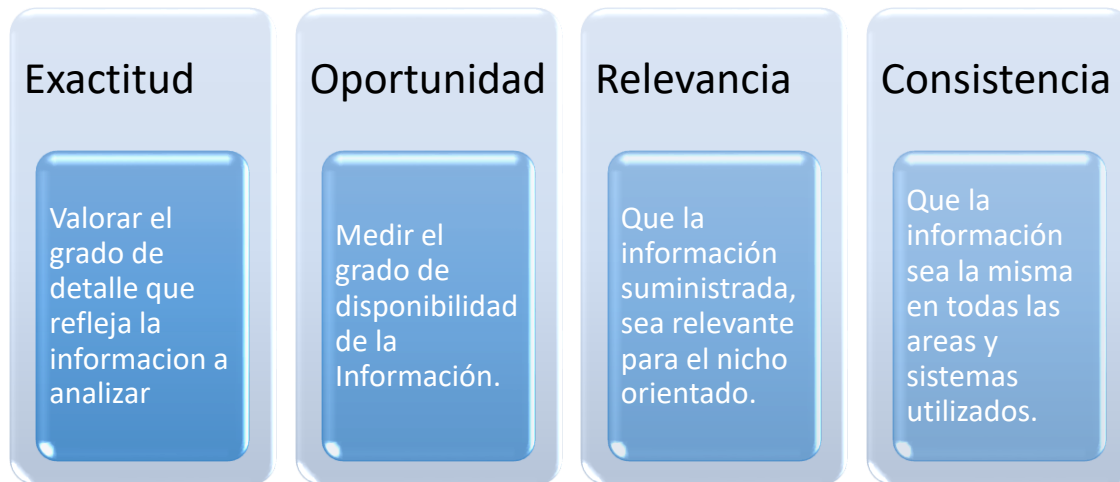 Exactitud
Valorar el
grado de
detalle que
refleja la
informacion a
analizar
Oportunidad
Medir el
grado de
disponibilidad
de la
Información.
Relevancia
Que la
información
suministrada,
sea relevante
para el nicho
orientado.
Consistencia
Que la
información
sea la misma
en todas las
areas y
sistemas
utilizados.